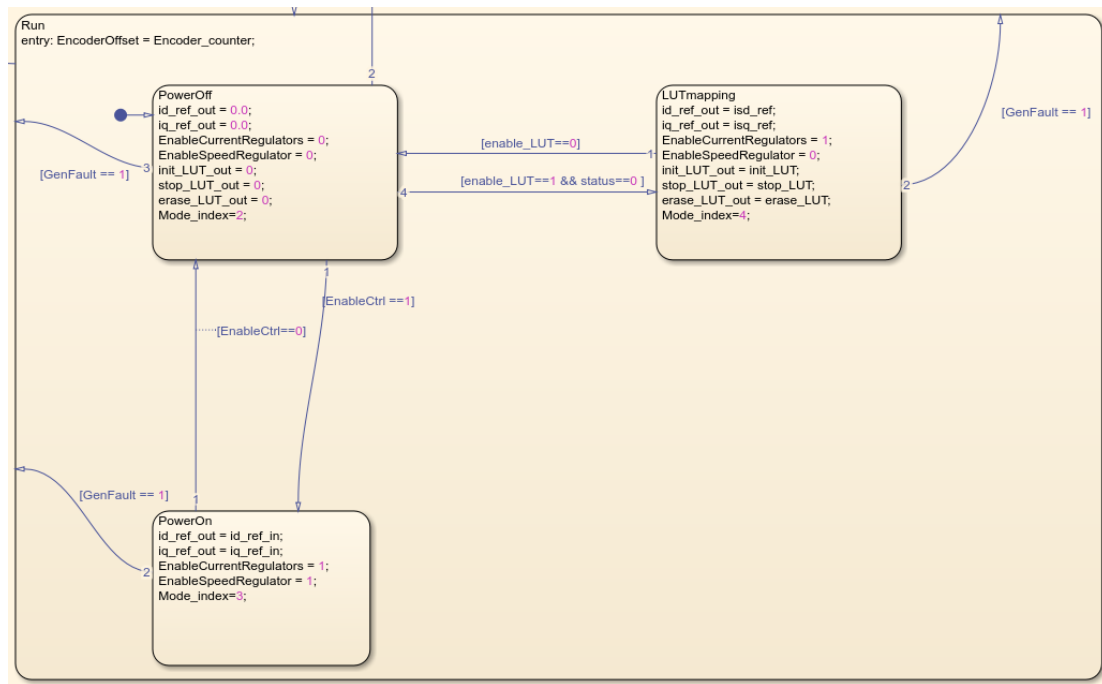 Run
entry: EncoderOffset = Encoder_counter;
2
PowerOff
id_ref_out = 0.0;
iq_ref_out = 0.0;
EnableCurrentRegulators = 0;
EnableSpeedRegulator = 0;
init_LUT_out = 0;
stop_LUT_out = 0;
erase_LUT_out = 0;
Mode_index=2;
3
[GenFault == 1]
[enable_LUT==0]
1
[enable_LUT==1 && status==0 ]
4
LUTmapping
id_ref_out = isd_ref;
iq_ref_out = isq_ref;
EnableCurrentRegulators = 1;
EnableSpeedRegulator = 0;
init_LUT_out = init_LUT;
stop_LUT_out = stop_LUT;
erase_LUT_out = erase_LUT;
Mode_index=4;
2
[GenFault == 1]
1
[EnableCtrl ==1]
[EnableCtrl==0]
1
[GenFault == 1]
2
PowerOn
id_ref_out = id_ref_in;
iq_ref_out = iq_ref_in;
EnableCurrentRegulators = 1;
EnableSpeedRegulator = 1;
Mode_index=3;